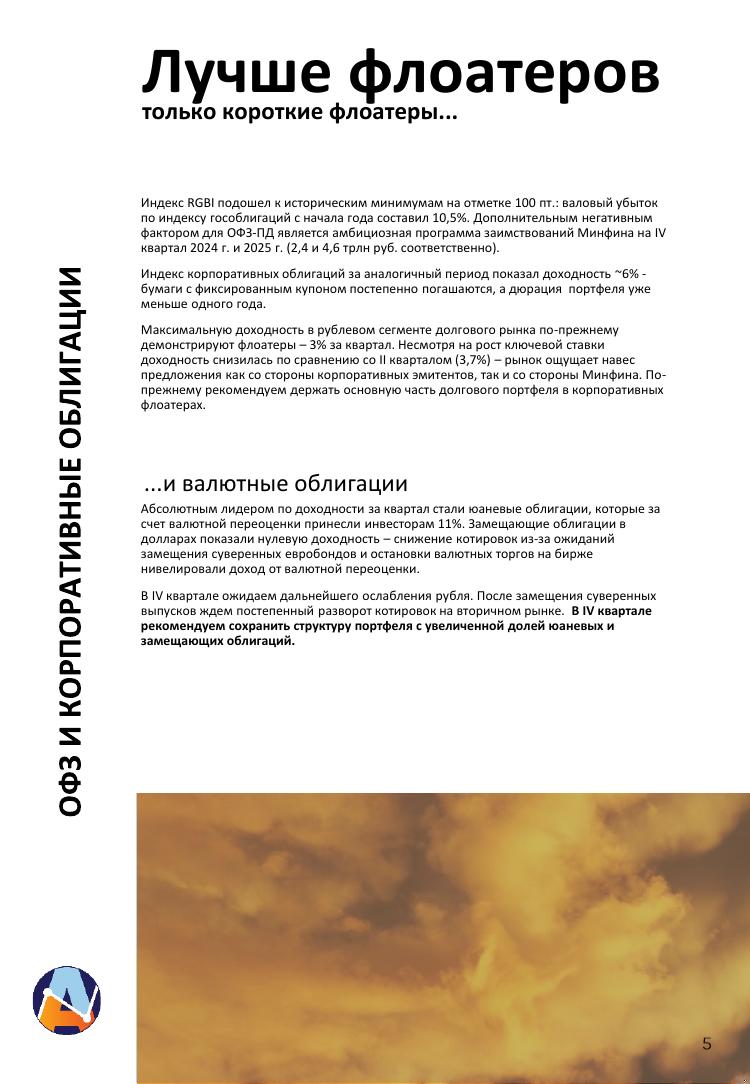 Лучше флоатеров
только короткие флоатеры...
Индекс RGBI подошел к историческим минимумам на отметке 100 пт.: валовый убыток
по индексу гособлигаций с начала года составил 10,5%. Дополнительным негативным
фактором для ОФЗ-ПД является амбициозная программа заимствований Минфина на IV
квартал 2024 г. и 2025 г. (2,4 и 4,6 трлн руб. соответственно).
Индекс корпоративных облигаций за аналогичный период показал доходность ~6% -
бумаги с фиксированным купоном постепенно погашаются, а дюрация  портфеля уже
меньше одного года.
Максимальную доходность в рублевом сегменте долгового рынка по-прежнему
демонстрируют флоатеры – 3% за квартал. Несмотря на рост ключевой ставки
доходность снизилась по сравнению со II кварталом (3,7%) – рынок ощущает навес
предложения как со стороны корпоративных эмитентов, так и со стороны Минфина. По-
прежнему рекомендуем держать основную часть долгового портфеля в корпоративных
флоатерах.
...и валютные облигации
Абсолютным лидером по доходности за квартал стали юаневые облигации, которые за
счет валютной переоценки принесли инвесторам 11%. Замещающие облигации в
долларах показали нулевую доходность – снижение котировок из-за ожиданий
замещения суверенных евробондов и остановки валютных торгов на бирже
нивелировали доход от валютной переоценки.
В IV квартале ожидаем дальнейшего ослабления рубля. После замещения суверенных
выпусков ждем постепенный разворот котировок на вторичном рынке.  В IV квартале
рекомендуем сохранить структуру портфеля с увеличенной долей юаневых и
замещающих облигаций.
ОФЗ И КОРПОРАТИВНЫЕ ОБЛИГАЦИИ
5